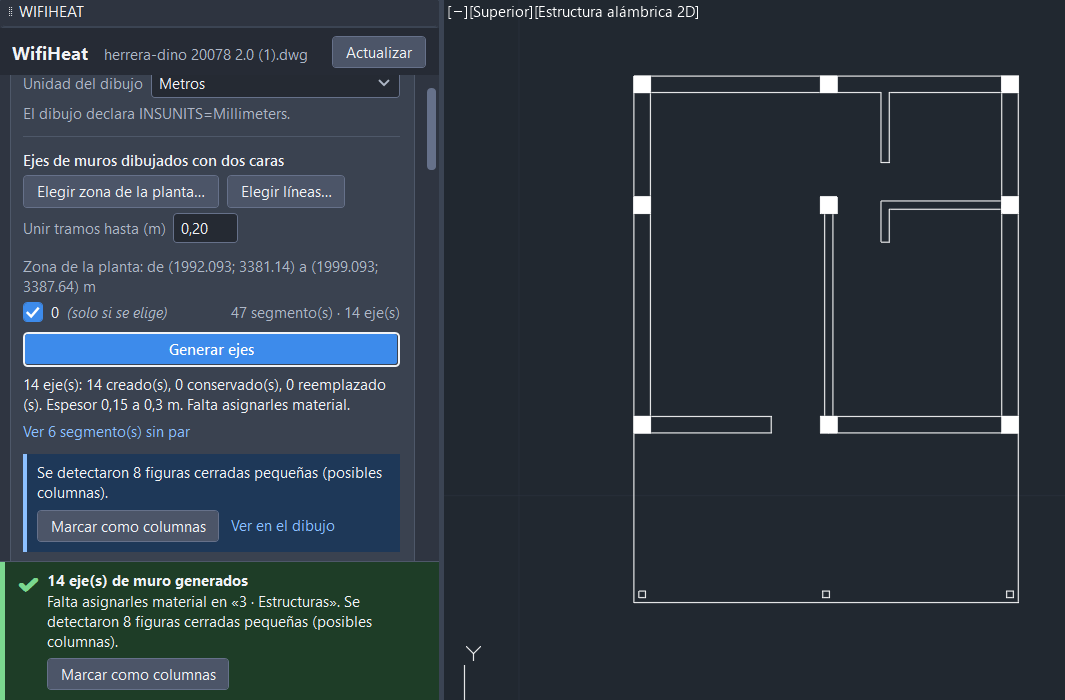 WIFIHEAT
WifiHeat herrera-dino 20078 2.0 (1).dwg Actualizar
Unidad del dibujo Metros
El dibujo declara INSUNITS=Millimeters.
Ejes de muros dibujados con dos caras
Elegir zona de la planta... Elegir líneas...
Unir tramos hasta (m) 0,20
Zona de la planta: de (1992.093; 3381.14) a (1999.093;
3387.64) m
0 (solo si se elige) 47 segmento(s) · 14 eje(s)
Generar ejes
14 eje(s): 14 creado(s), 0 conservado(s), 0 reemplazado
(s). Espesor 0,15 a 0,3 m. Falta asignarles material.
Ver 6 segmento(s) sin par
Se detectaron 8 figuras cerradas pequeñas (posibles
columnas).
Marcar como columnas Ver en el dibujo
14 eje(s) de muro generados
Falta asignarles material en «3 · Estructuras». Se
detectaron 8 figuras cerradas pequeñas (posibles
columnas).
Marcar como columnas
[−][Superior][Estructura alámbrica 2D]
Y